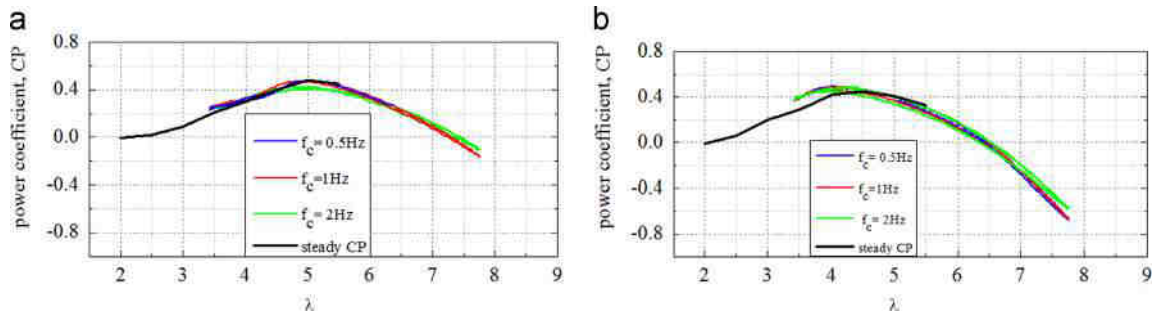 a
power coefficient, CP
0.8
0.4
0.0
-0.4
-0.8
f_c= 0.5Hz
f_c=1Hz
f_c= 2Hz
steady CP
2 3 4 5 6 7 8 9
λ
b
power coefficient, CP
0.8
0.4
0.0
-0.4
-0.8
f_c= 0.5Hz
f_c=1Hz
f_c= 2Hz
steady CP
2 3 4 5 6 7 8 9
λ